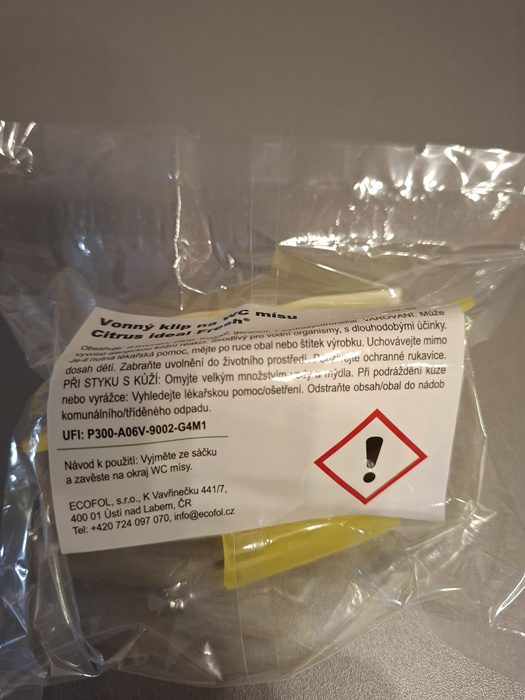 Vonný klip na WC mísu
Citrus ideal Fresh®
Obsahuje: VAROVÁNÍ. Může
vyvolat alergickou kožní reakci. Škodlivý pro vodní organismy, s dlouhodobými účinky.
Je-li nutná lékařská pomoc, mějte po ruce obal nebo štítek výrobku. Uchovávejte mimo
dosah dětí. Zabraňte uvolnění do životního prostředí. Používejte ochranné rukavice.
PŘI STYKU S KŮŽÍ: Omyjte velkým množstvím vody a mýdla. Při podráždění kůže
nebo vyrážce: Vyhledejte lékařskou pomoc/ošetření. Odstraňte obsah/obal do nádob
komunálního/tříděného odpadu.
UFI: P300-A06V-9002-G4M1
Návod k použití: Vyjměte ze sáčku
a zavěste na okraj WC mísy.
ECOFOL, s.r.o., K Vavřinečku 441/7,
400 01 Ústí nad Labem, ČR
Tel: +420 724 097 070, info@ecofol.cz